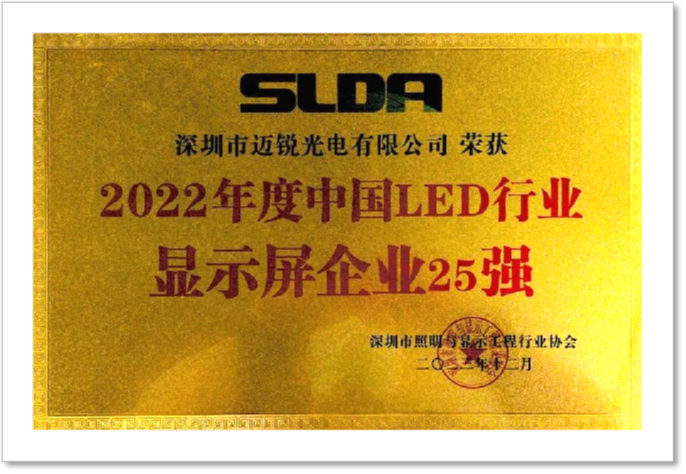 SLDA
深圳市迈锐光电有限公司 荣获
2022年度中国LED行业
显示屏企业25强
深圳市照明与显示工程行业协会
二〇二二年十二月